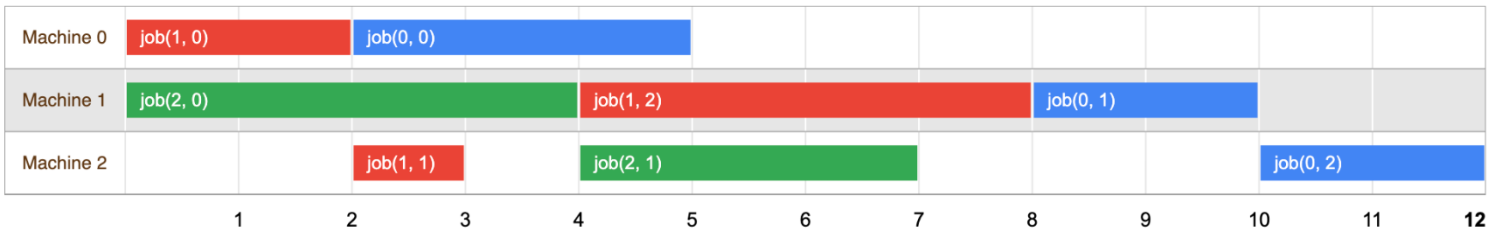 Machine 0 job(1, 0) job(0, 0)
Machine 1 job(2, 0) job(1, 2) job(0, 1)
Machine 2 job(1, 1) job(2, 1) job(0, 2)
1 2 3 4 5 6 7 8 9 10 11 12